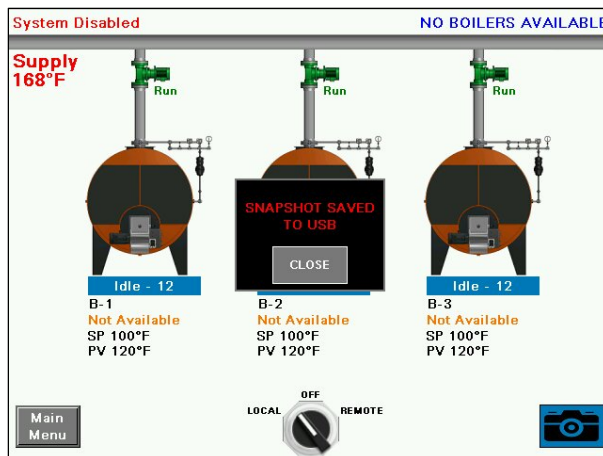 System Disabled
NO BOILERS AVAILABLE
Supply
168°F
Run
Run
Run
SNAPSHOT SAVED
TO USB
CLOSE
Idle - 12
Idle - 12
B-1
B-2
B-3
Not Available
Not Available
Not Available
SP 100°F
SP 100°F
SP 100°F
PV 120°F
PV 120°F
PV 120°F
OFF
LOCAL
REMOTE
Main
Menu